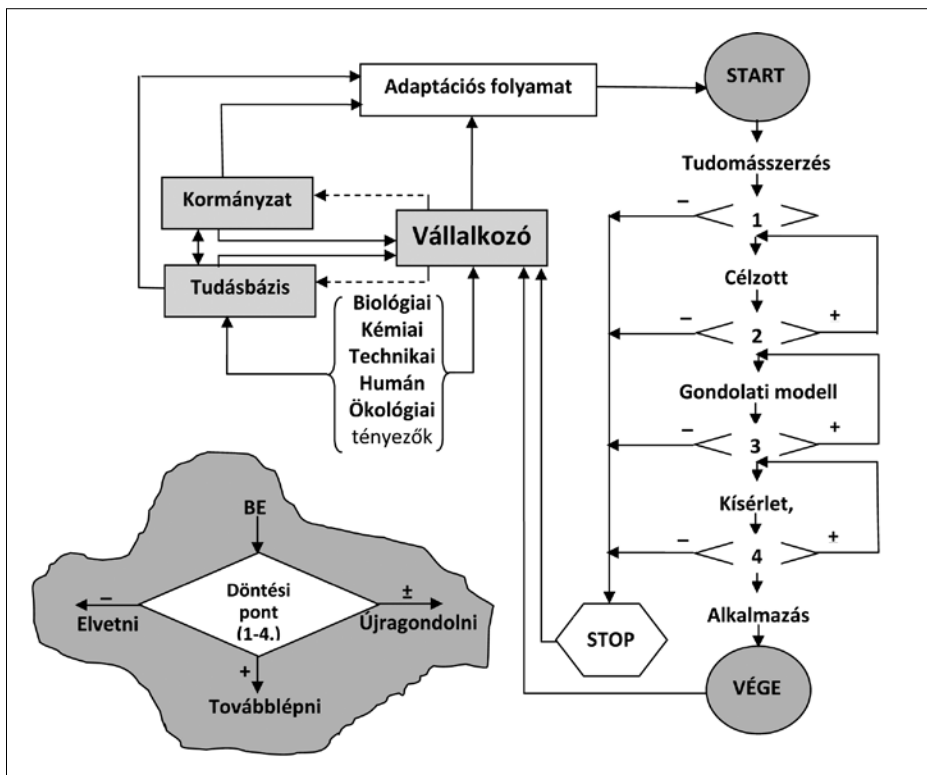 Adaptációs folyamat
START
Kormányzat
Vállalkozó
Tudásbázis
Biológiai
Kémiai
Technikai
Humán
Ökológiai
tényezők
Tudomásszerzés
–
1
Célzott
–
2
+
Gondolati modell
–
3
+
Kísérlet,
–
4
+
Alkalmazás
STOP
VÉGE
BE
Döntési
pont
(1-4.)
–
Elvetni
±
Újragondolni
+
Továbblépni